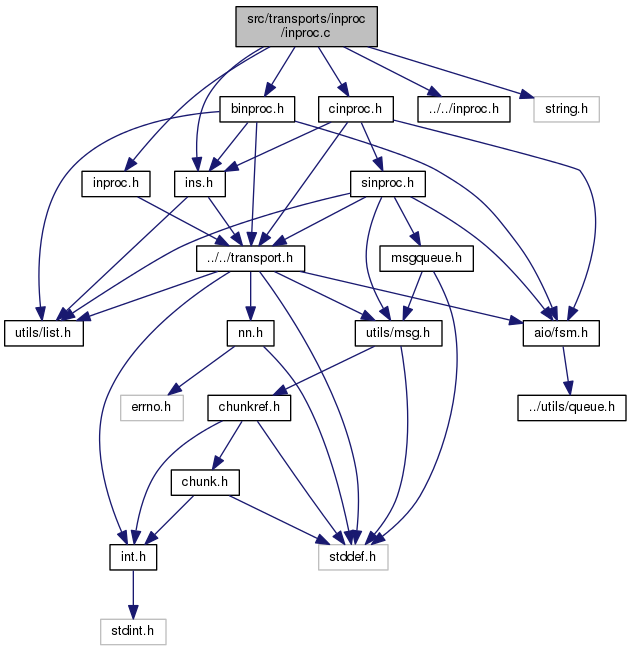 src/transports/inproc
/inproc.c
binproc.h
cinproc.h
../../inproc.h
string.h
inproc.h
ins.h
sinproc.h
../../transport.h
msgqueue.h
utils/list.h
nn.h
utils/msg.h
aio/fsm.h
errno.h
chunkref.h
../utils/queue.h
chunk.h
int.h
stddef.h
stdint.h